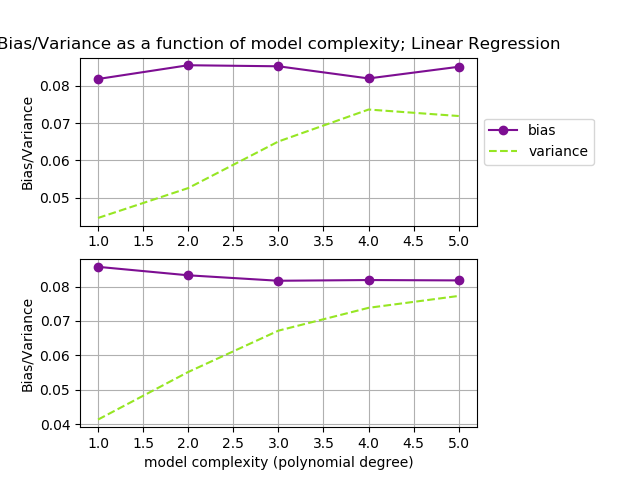 Bias/Variance as a function of model complexity; Linear Regression
0.08
0.07
0.06
0.05
Bias/Variance
1.0 1.5 2.0 2.5 3.0 3.5 4.0 4.5 5.0
bias
variance
0.08
0.07
0.06
0.05
0.04
Bias/Variance
1.0 1.5 2.0 2.5 3.0 3.5 4.0 4.5 5.0
model complexity (polynomial degree)